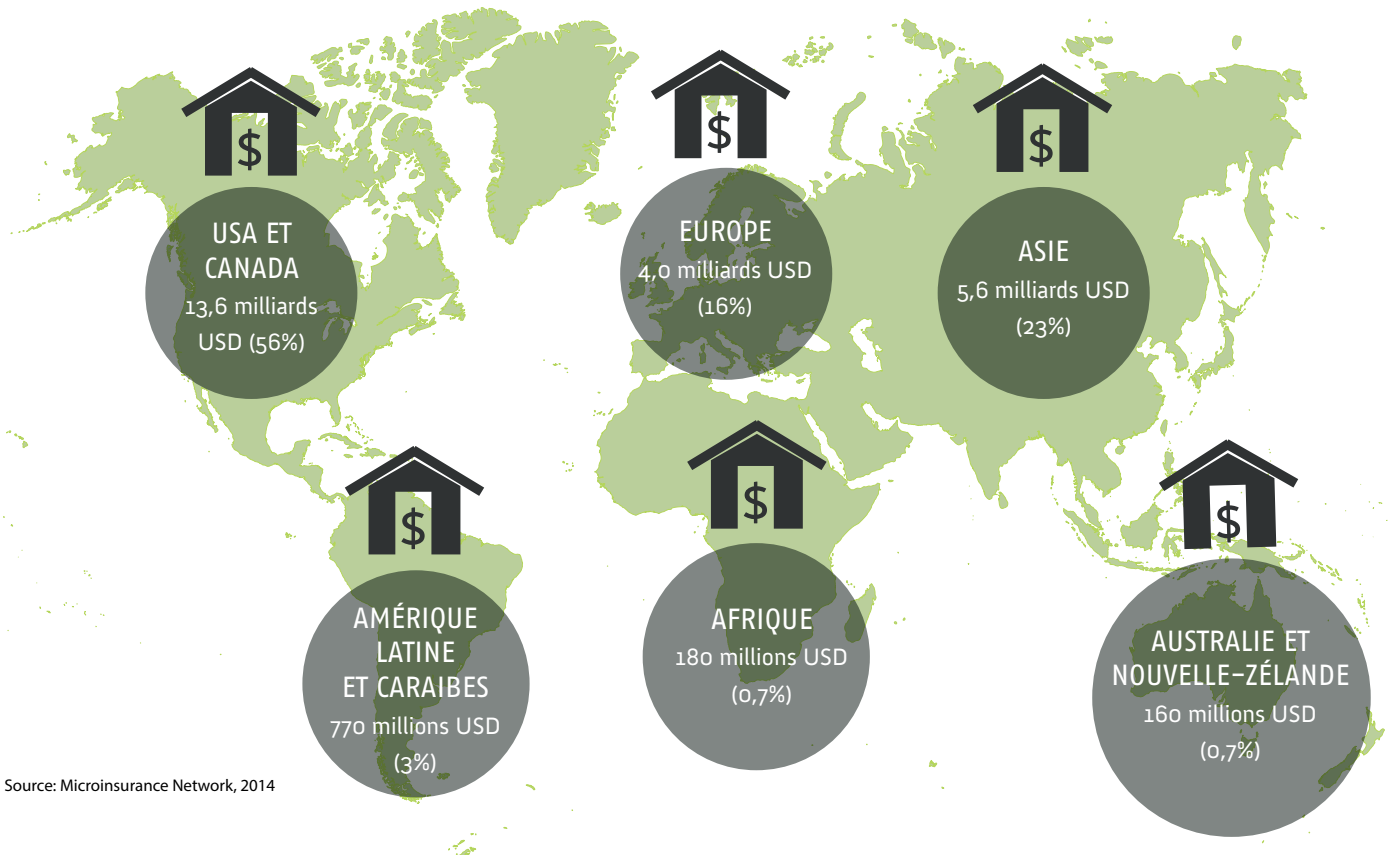 $
USA ET
CANADA
13,6 milliards
USD (56%)
$
EUROPE
4,0 milliards USD
(16%)
$
ASIE
5,6 milliards USD
(23%)
$
AMÉRIQUE
LATINE
ET CARAIBES
770 millions USD
(3%)
$
AFRIQUE
180 millions USD
(0,7%)
$
AUSTRALIE ET
NOUVELLE-ZÉLANDE
160 millions USD
(0,7%)
Source: Microinsurance Network, 2014